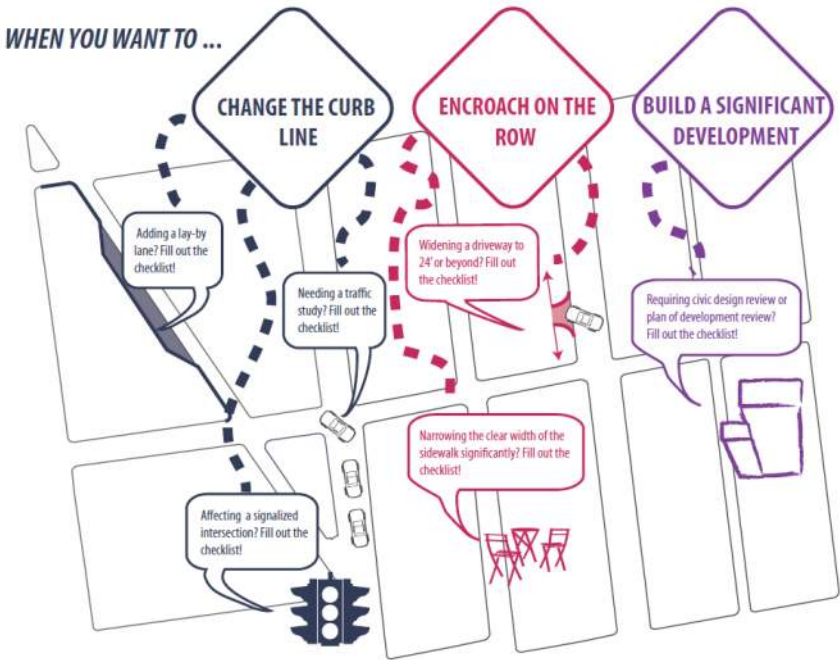 WHEN YOU WANT TO ...
CHANGE THE CURB
LINE
ENCROACH ON THE
ROW
BUILD A SIGNIFICANT
DEVELOPMENT
Adding a lay-by
lane? Fill out the
checklist!
Needing a traffic
study? Fill out the
checklist!
Affecting a signalized
intersection? Fill out the
checklist!
Widening a driveway to
24' or beyond? Fill out
the checklist!
Narrowing the clear width of the
sidewalk significantly? Fill out the
checklist!
Requiring civic design review or
plan of development review?
Fill out the checklist!